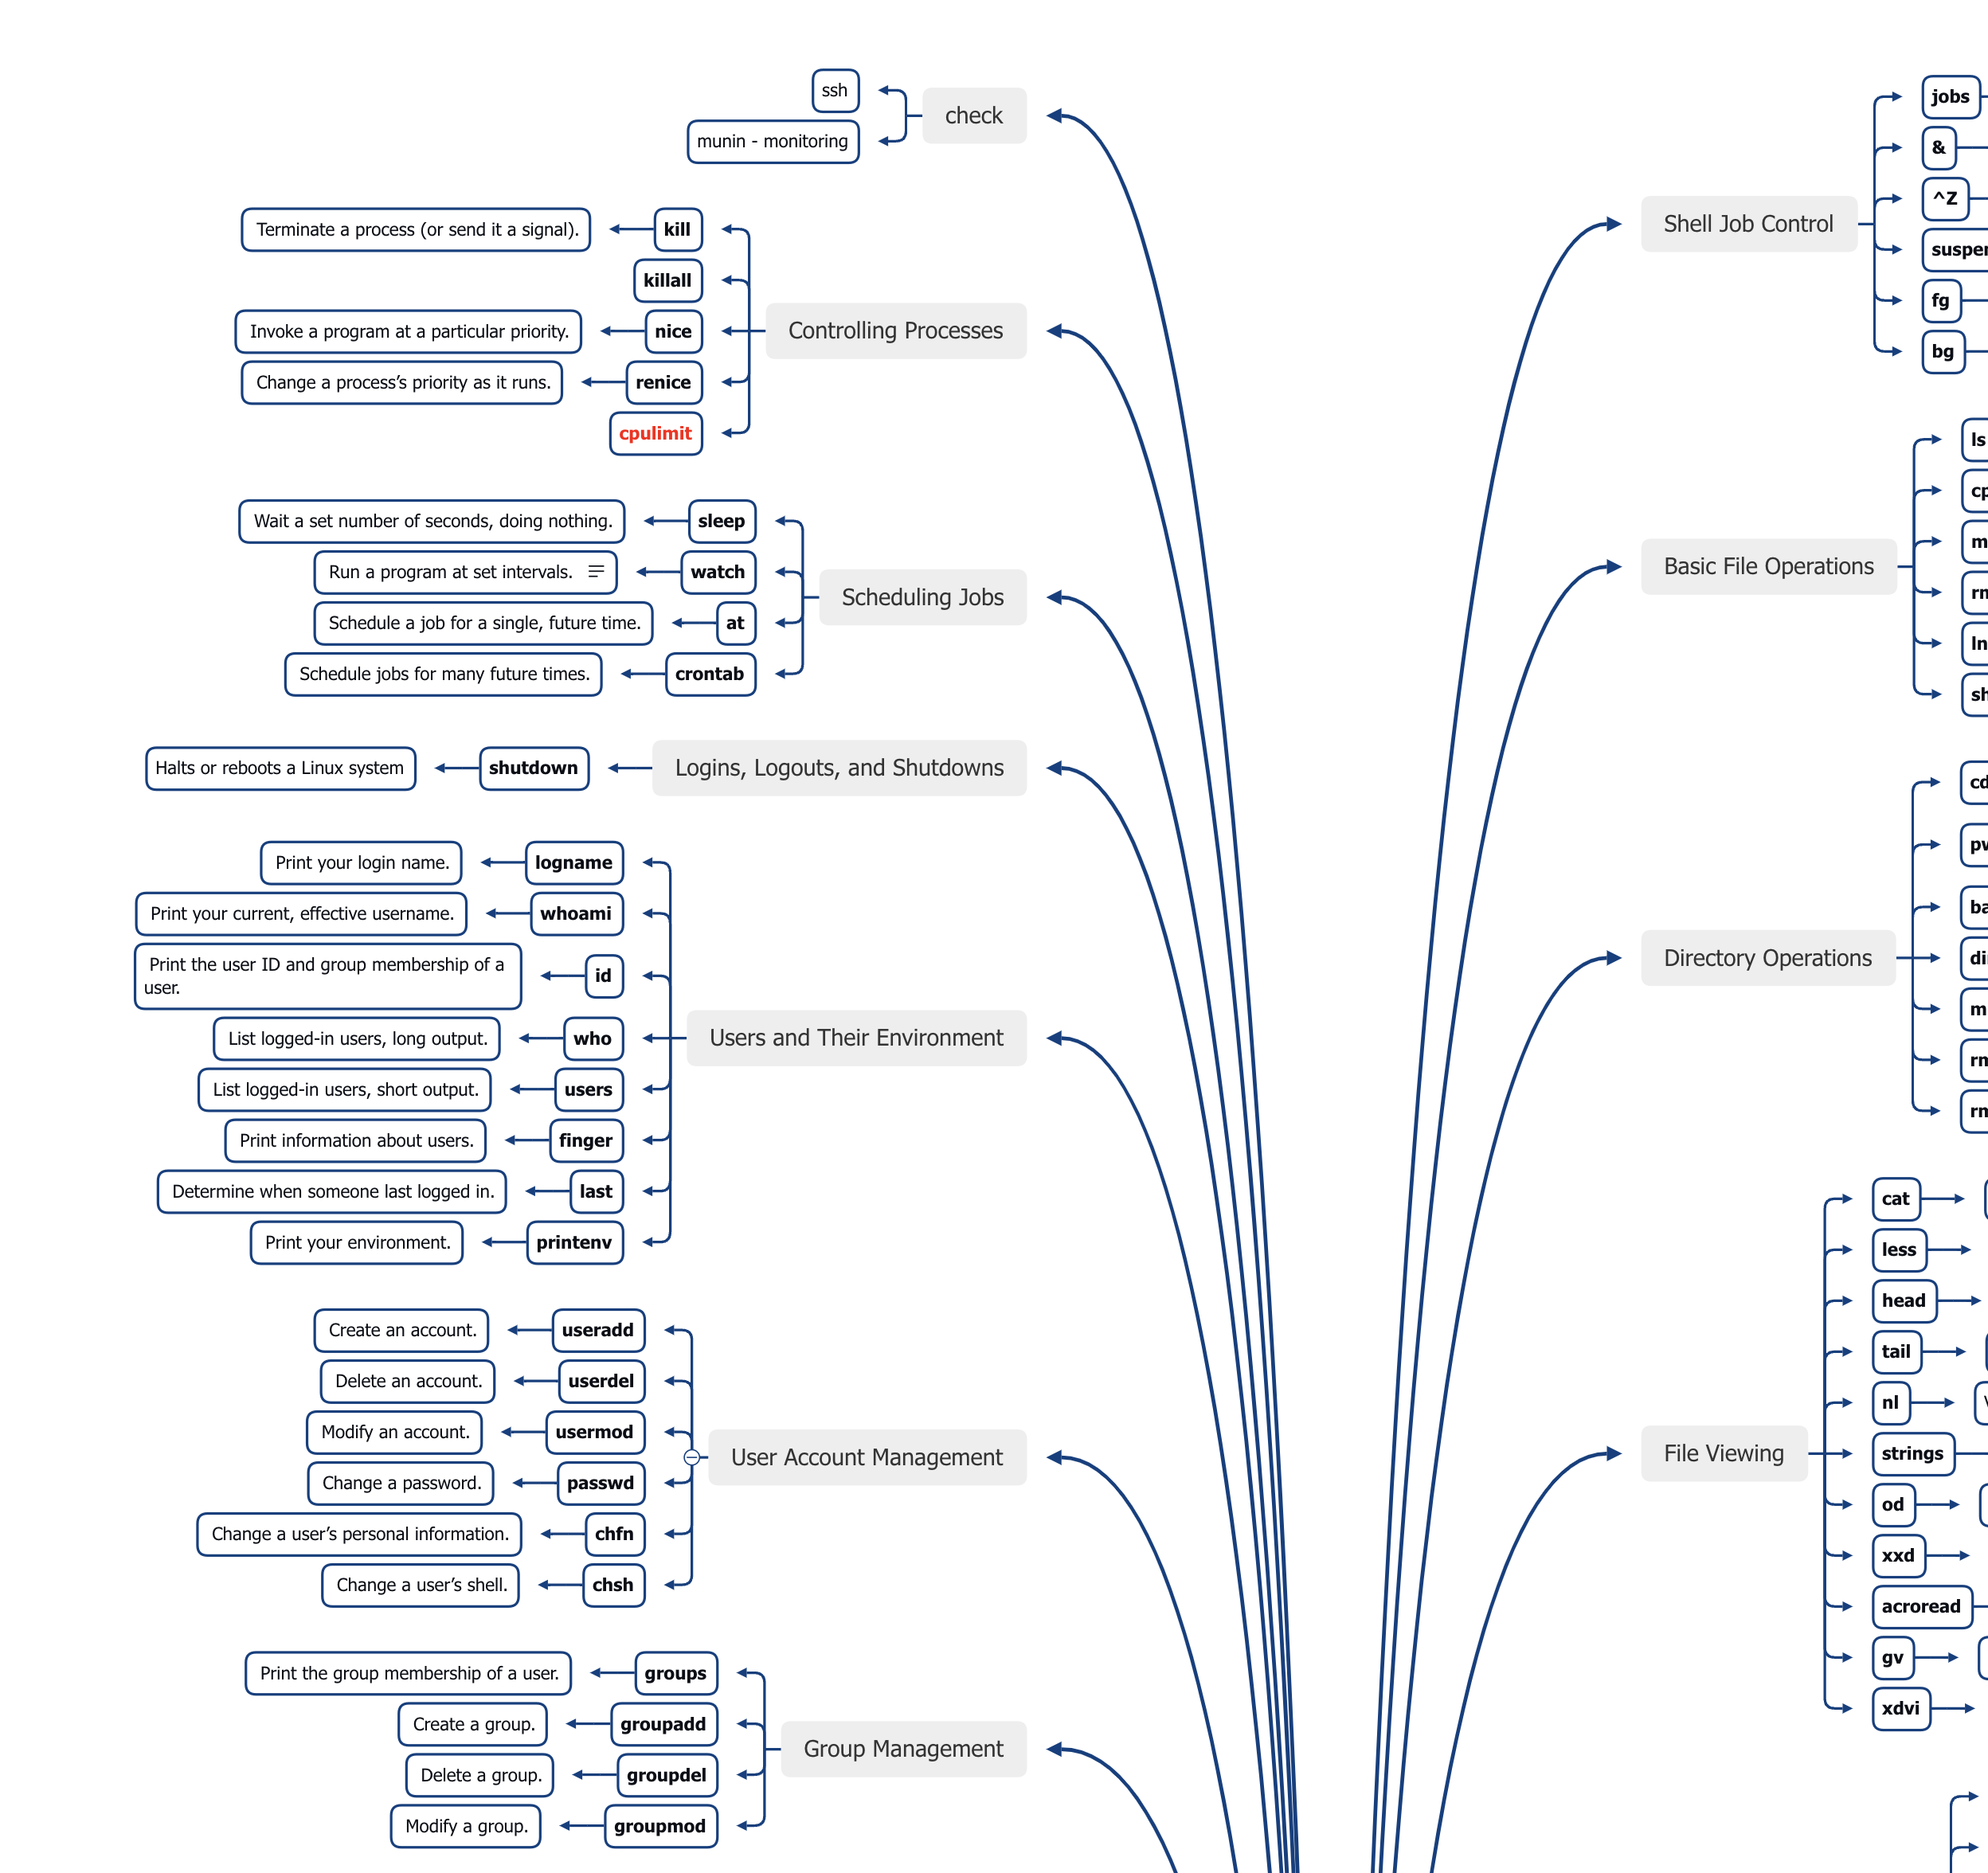 ssh
munin - monitoring
check
Terminate a process (or send it a signal).
kill
killall
Invoke a program at a particular priority.
nice
Change a process’s priority as it runs.
renice
cpulimit
Controlling Processes
Wait a set number of seconds, doing nothing.
sleep
Run a program at set intervals.
watch
Schedule a job for a single, future time.
at
Schedule jobs for many future times.
crontab
Scheduling Jobs
Halts or reboots a Linux system
shutdown
Logins, Logouts, and Shutdowns
Print your login name.
logname
Print your current, effective username.
whoami
Print the user ID and group membership of a
user.
id
List logged-in users, long output.
who
List logged-in users, short output.
users
Print information about users.
finger
Determine when someone last logged in.
last
Print your environment.
printenv
Users and Their Environment
Create an account.
useradd
Delete an account.
userdel
Modify an account.
usermod
Change a password.
passwd
Change a user’s personal information.
chfn
Change a user’s shell.
chsh
User Account Management
Print the group membership of a user.
groups
Create a group.
groupadd
Delete a group.
groupdel
Modify a group.
groupmod
Group Management
Shell Job Control
jobs
&
^Z
fg
bg
Basic File Operations
ls
ln
Directory Operations
cd
File Viewing
cat
less
head
tail
nl
strings
od
xxd
acroread
gv
xdvi